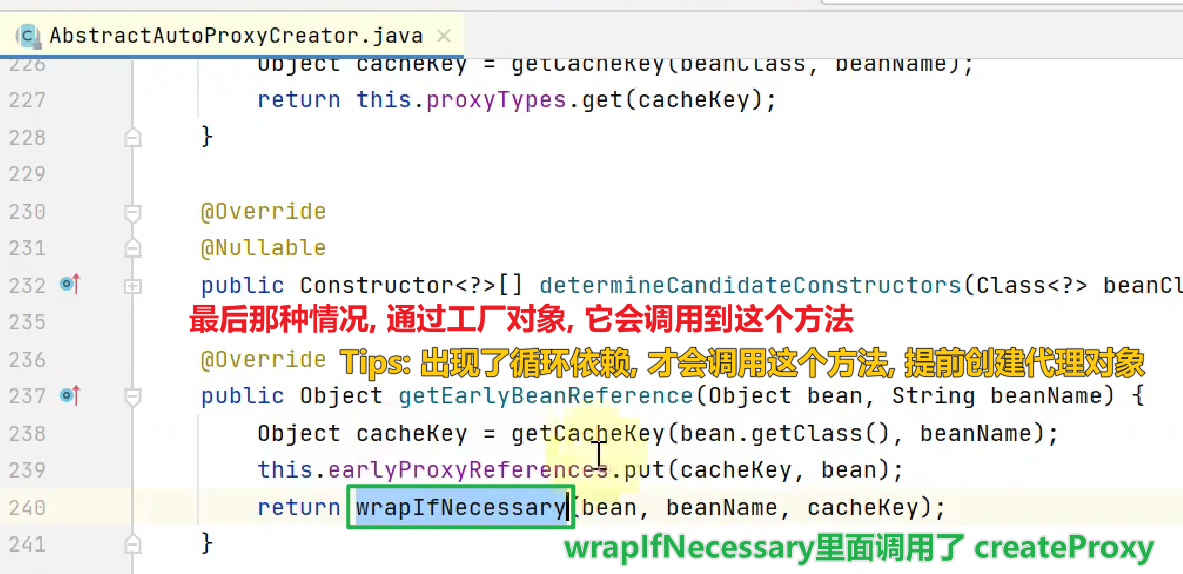 AbstractAutoProxyCreator.java
226 Object cacheKey = getCacheKey(beanClass, beanName);
227 return this.proxyTypes.get(cacheKey);
228 }
229
230 @Override
231 @Nullable
232 public Constructor<?>[] determineCandidateConstructors(Class<?> beanCl
最后那种情况, 通过工厂对象, 它会调用到这个方法
235
236 @Override Tips: 出现了循环依赖, 才会调用这个方法, 提前创建代理对象
237 public Object getEarlyBeanReference(Object bean, String beanName) {
238 Object cacheKey = getCacheKey(bean.getClass(), beanName);
239 this.earlyProxyReferences.put(cacheKey, bean);
240 return wrapIfNecessary(bean, beanName, cacheKey);
241 }
wrapIfNecessary里面调用了 createProxy